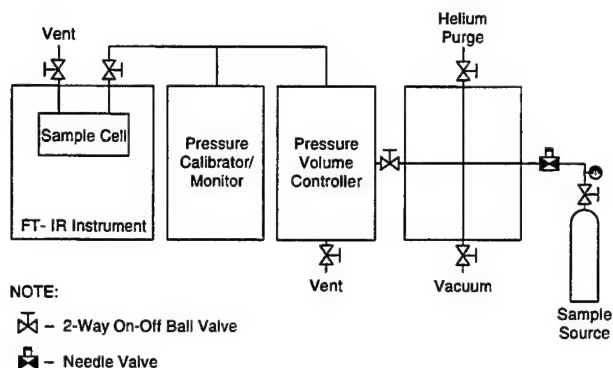 Vent
Helium
Purge
Sample Cell
FT- IR Instrument
Pressure
Calibrator/
Monitor
Pressure
Volume
Controller
Vent
Vacuum
Sample
Source
NOTE:
– 2-Way On-Off Ball Valve
– Needle Valve